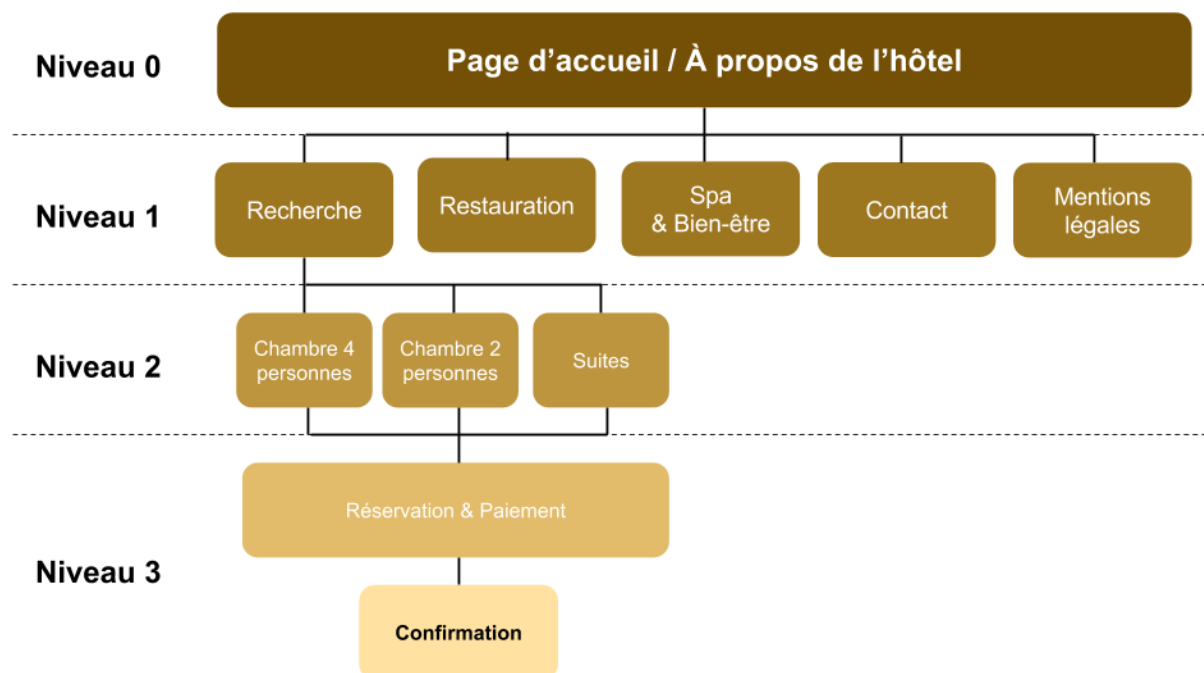 Niveau 0
Page d’accueil / À propos de l’hôtel
Niveau 1
Recherche
Restauration
Spa
& Bien-être
Contact
Mentions
légales
Niveau 2
Chambre 4
personnes
Chambre 2
personnes
Suites
Niveau 3
Réservation & Paiement
Confirmation